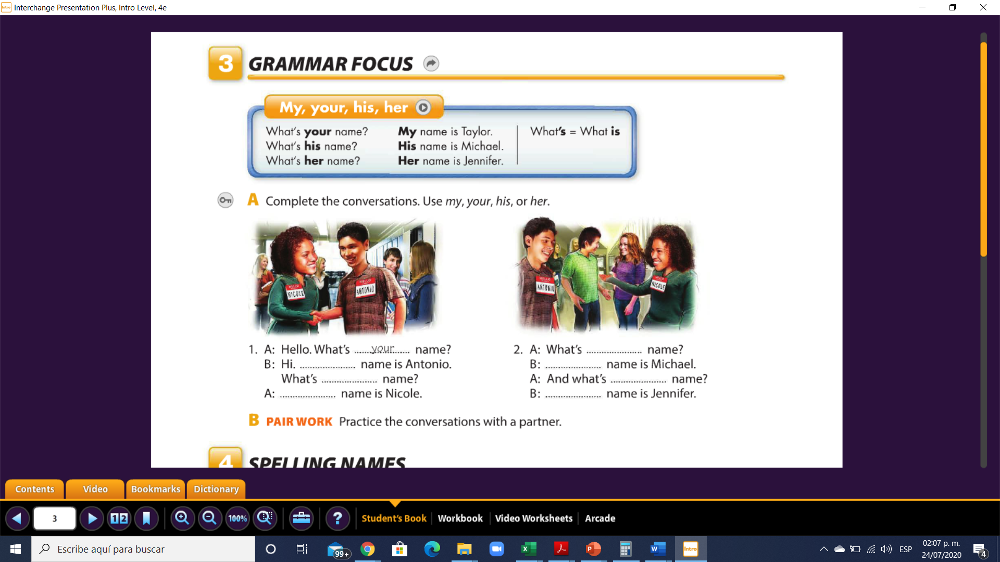 Interchange Presentation Plus, Intro Level, 4e
3 GRAMMAR FOCUS
My, your, his, her
What's your name? My name is Taylor. What's = What is
What's his name? His name is Michael.
What's her name? Her name is Jennifer.
A Complete the conversations. Use my, your, his, or her.
HELLO NICOLE
HELLO ANTONIO
HELLO ANTONIO
HELLO NICOLE
1. A: Hello. What's ......your...... name?
B: Hi. ...................... name is Antonio.
What's ...................... name?
A: ...................... name is Nicole.
2. A: What's ...................... name?
B: ...................... name is Michael.
A: And what's ...................... name?
B: ...................... name is Jennifer.
B PAIR WORK Practice the conversations with a partner.
4 SPELLING NAMES
Contents Video Bookmarks Dictionary
3 12 100% ? Student's Book Workbook Video Worksheets Arcade
Escribe aquí para buscar 99+ Intro ESP 02:07 p. m.
24/07/2020 4